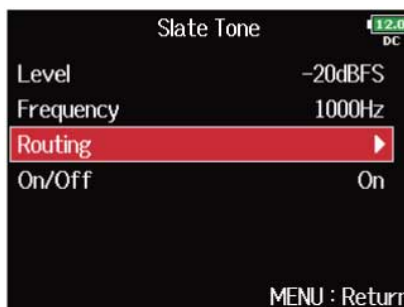 Slate Tone
12.0
DC
Level -20dBFS
Frequency 1000Hz
Routing
On/Off On
MENU : Return